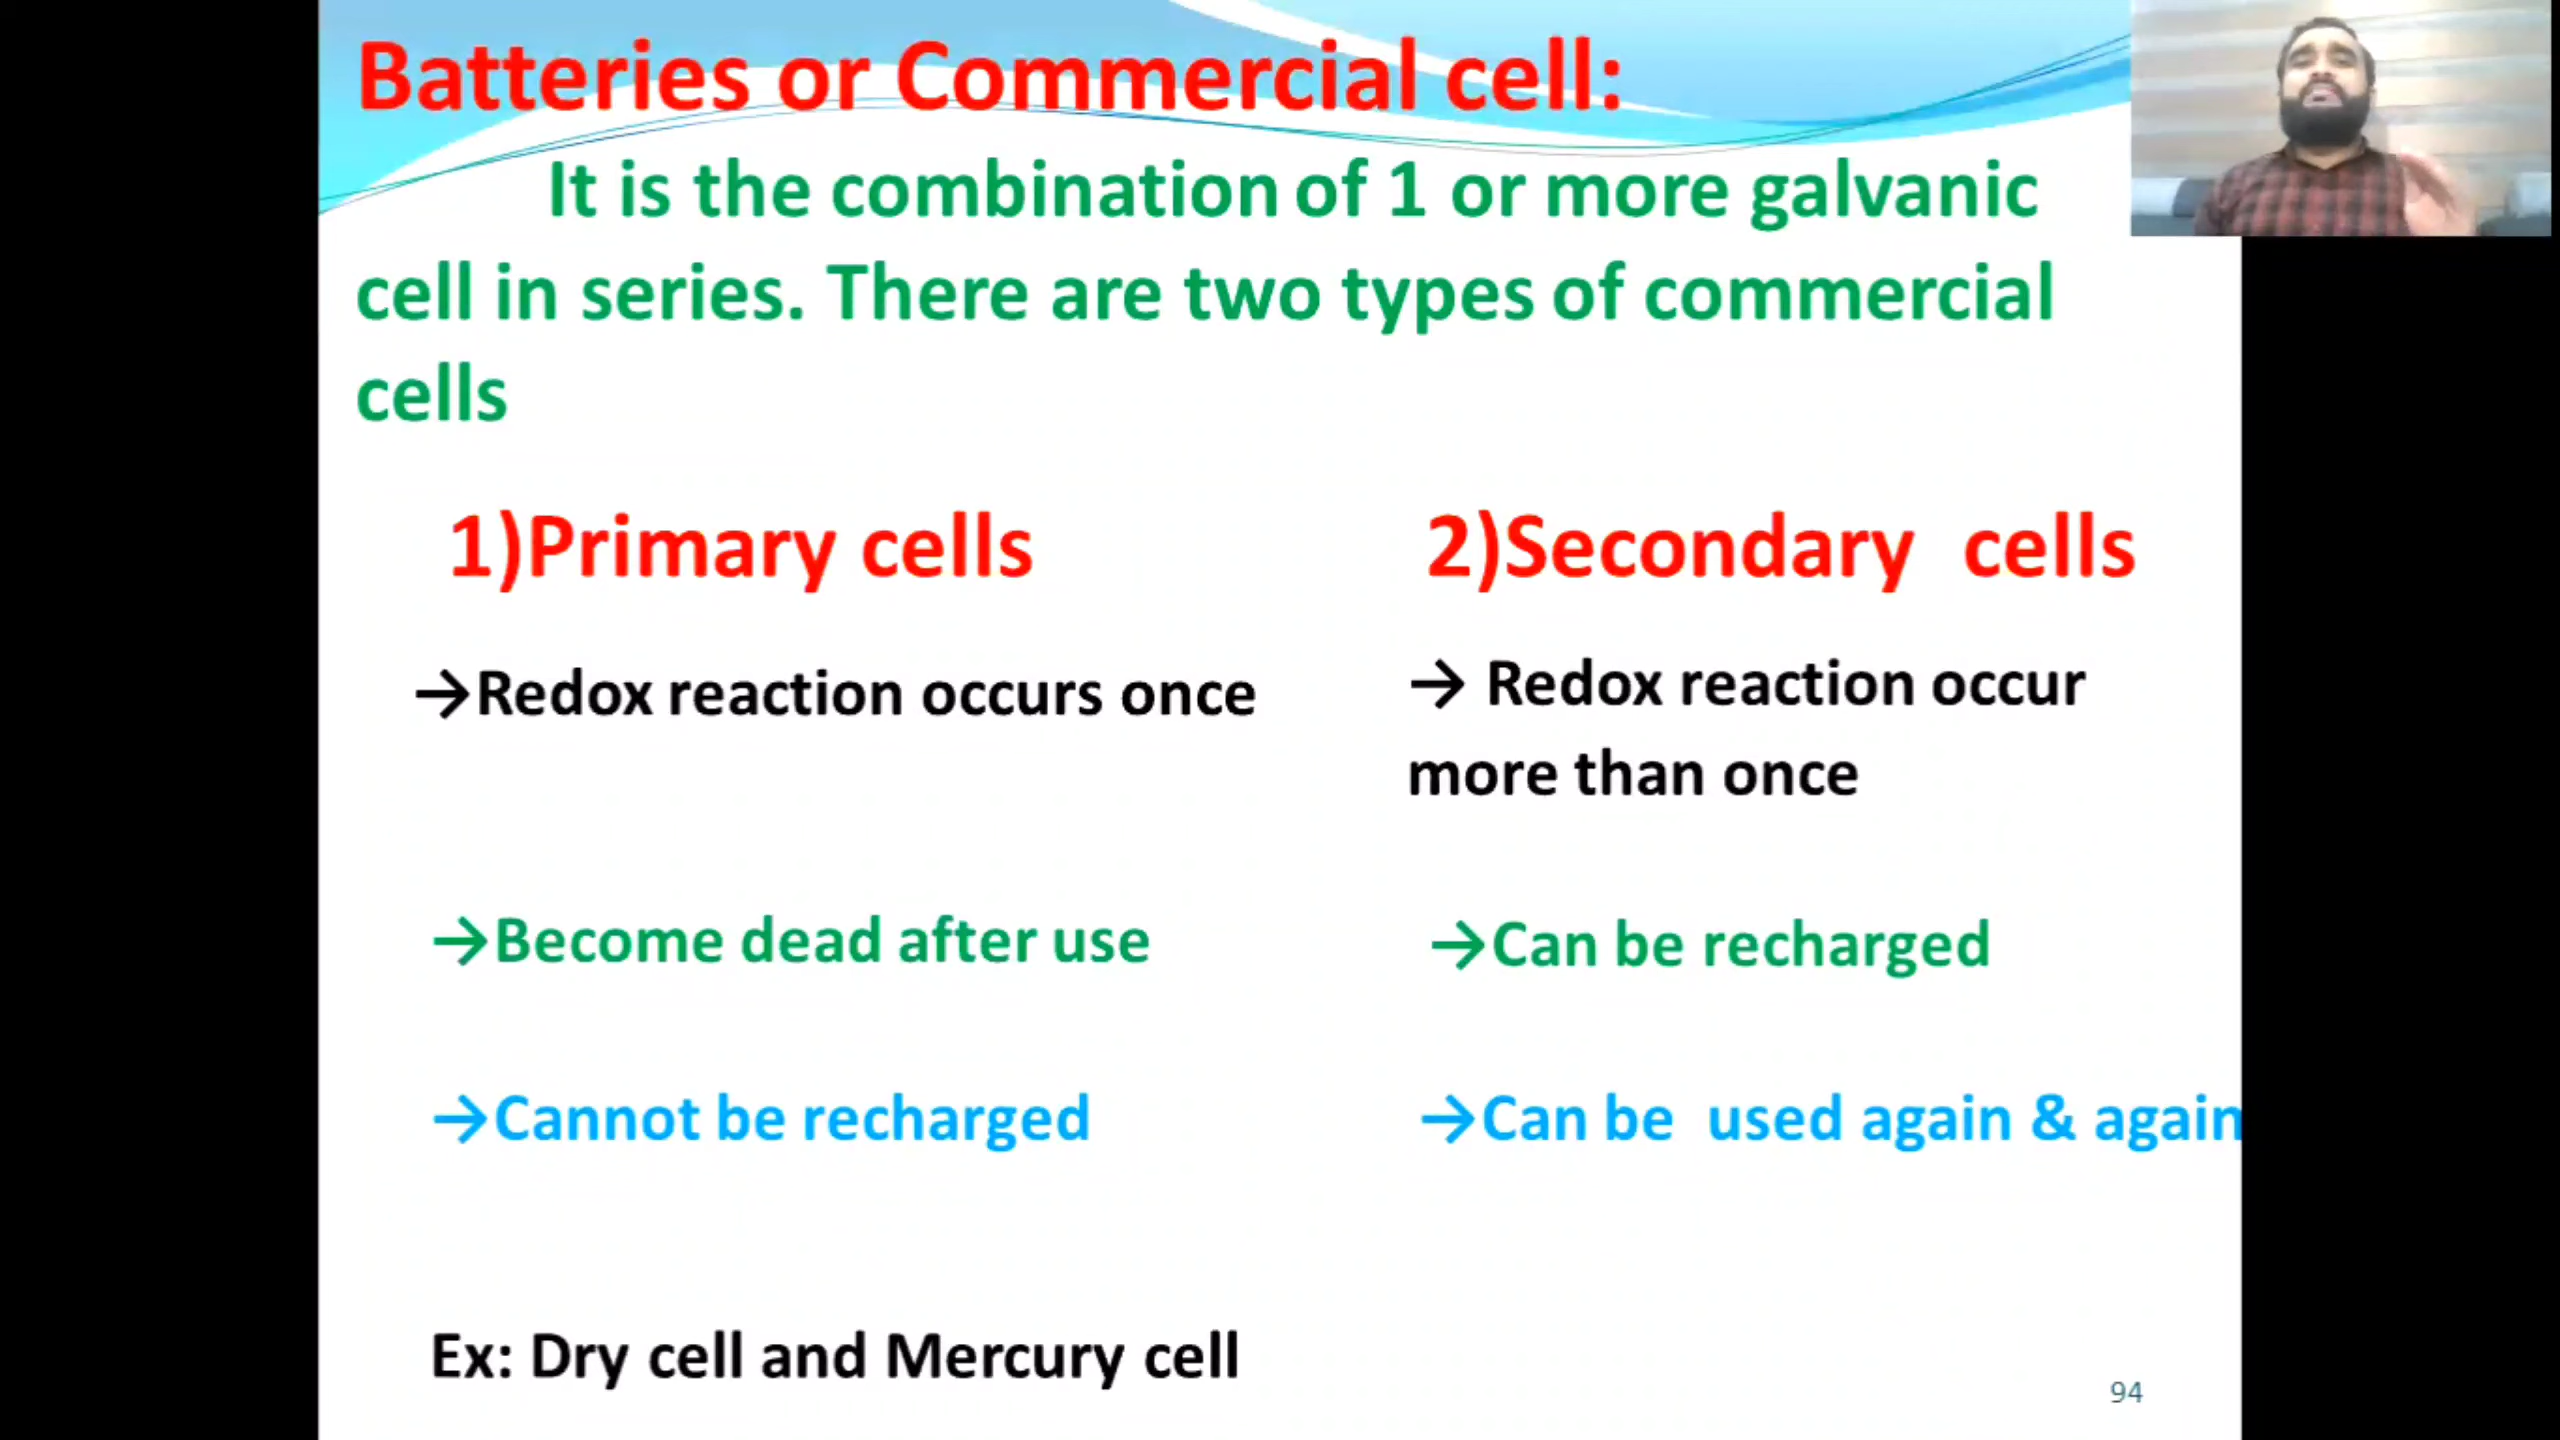 Batteries or Commercial cell:
It is the combination of 1 or more galvanic
cell in series. There are two types of commercial
cells
1)Primary cells
2)Secondary cells
→Redox reaction occurs once
→ Redox reaction occur
more than once
→Become dead after use
→Can be recharged
→Cannot be recharged
→Can be used again & again
Ex: Dry cell and Mercury cell
94